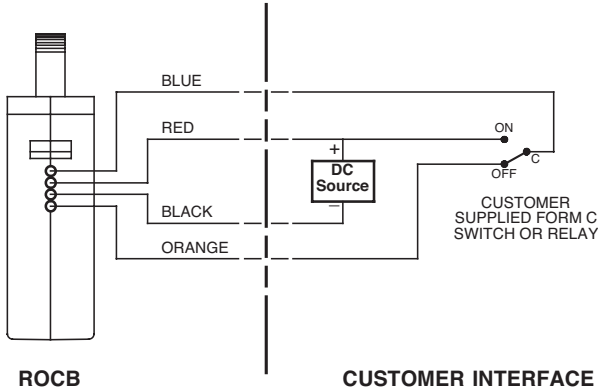 BLUE
RED
ON
+
DC
Source
C
OFF
–
BLACK
CUSTOMER
SUPPLIED FORM C
SWITCH OR RELAY
ORANGE
ROCB
CUSTOMER INTERFACE